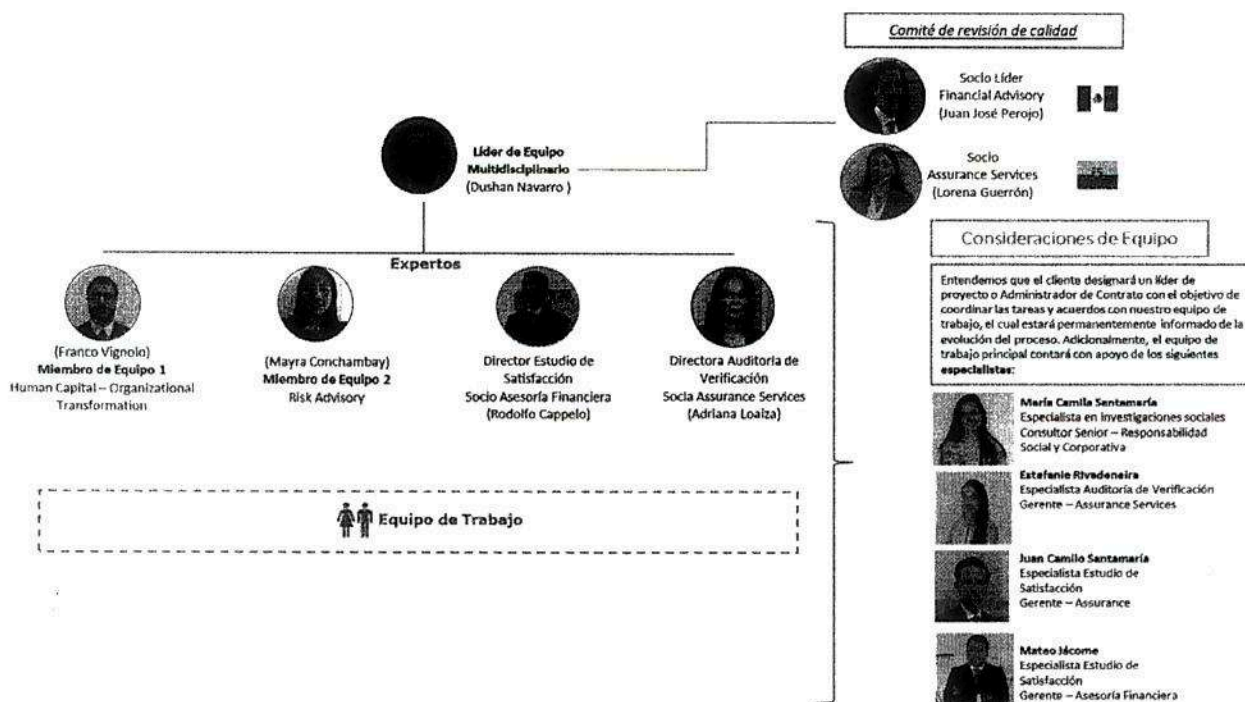 Comité de revisión de calidad
Socio Líder
Financial Advisory
(Juan José Perojo)
Socio
Assurance Services
(Lorena Guerrón)
Líder de Equipo
Multidisciplinario
(Dushan Navarro )
Expertos
(Franco Vignolo)
Miembro de Equipo 1
Human Capital – Organizational
Transformation
(Mayra Conchambay)
Miembro de Equipo 2
Risk Advisory
Director Estudio de
Satisfacción
Socio Asesoría Financiera
(Rodolfo Cappelo)
Directora Auditoría de
Verificación
Socia Assurance Services
(Adriana Loaiza)
Equipo de Trabajo
Consideraciones de Equipo
Entendemos que el cliente designará un líder de
proyecto o Administrador de Contrato con el objetivo de
coordinar las tareas y acuerdos con nuestro equipo de
trabajo, el cual estará permanentemente informado de la
evolución del proceso. Adicionalmente, el equipo de
trabajo principal contará con apoyo de los siguientes
especialistas:
María Camila Santamaría
Especialista en investigaciones sociales
Consultor Senior – Responsabilidad
Social y Corporativa
Estefanie Rivadeneira
Especialista Auditoría de Verificación
Gerente – Assurance Services
Juan Camilo Santamaría
Especialista Estudio de
Satisfacción
Gerente – Assurance
Mateo Jácome
Especialista Estudio de
Satisfacción
Gerente – Asesoría Financiera